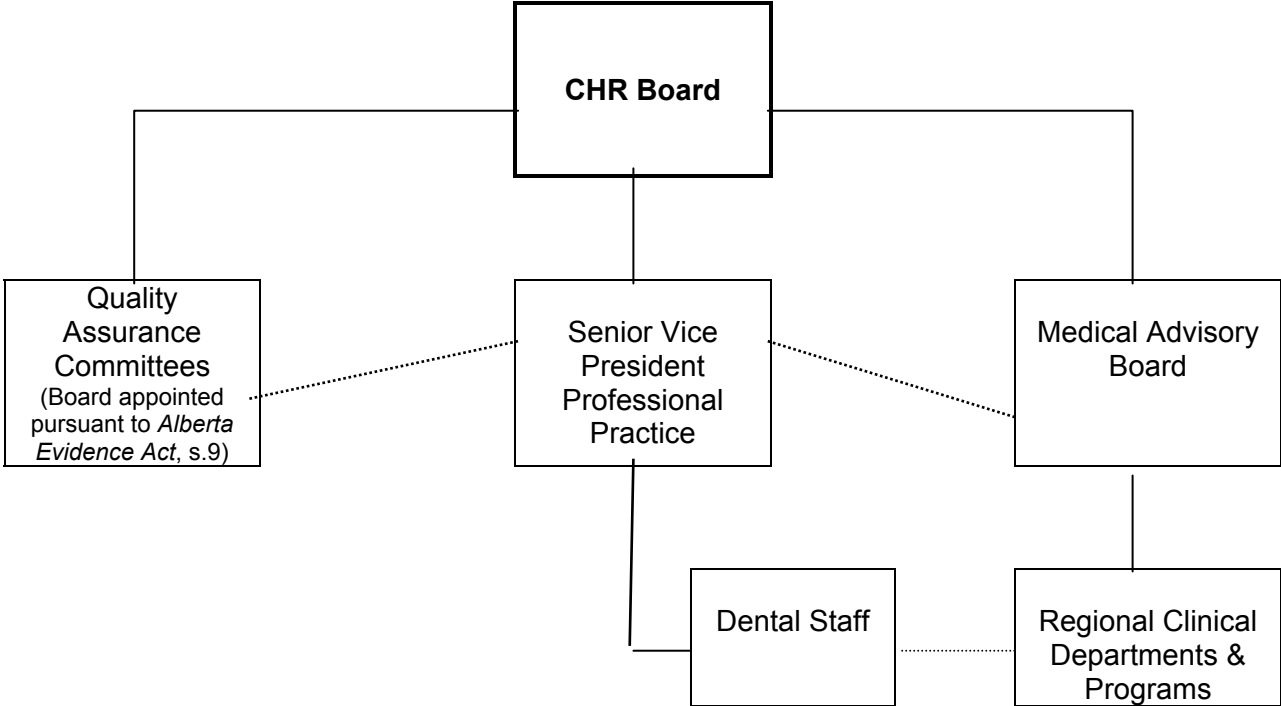 CHR Board
Quality
Assurance
Committees
(Board appointed
pursuant to Alberta
Evidence Act, s.9)
Senior Vice
President
Professional
Practice
Medical Advisory
Board
Dental Staff
Regional Clinical
Departments &
Programs